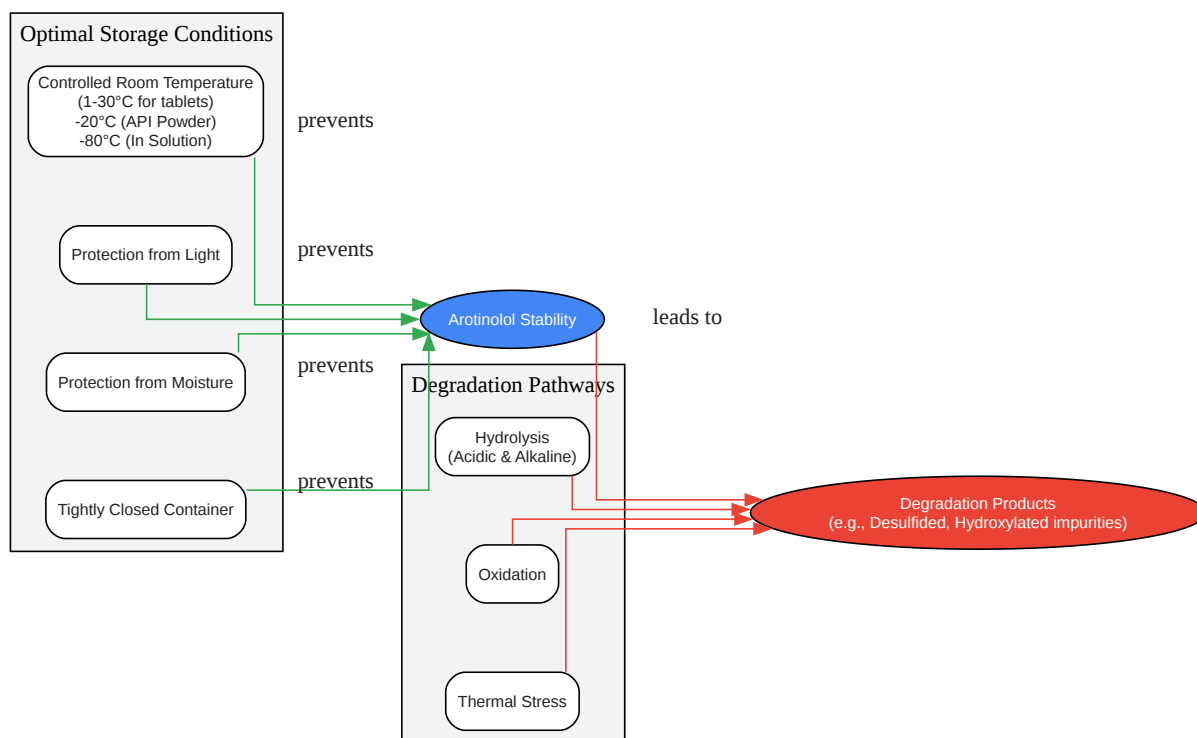 Optimal Storage Conditions
Controlled Room Temperature
(1-30°C for tablets)
-20°C (API Powder)
-80°C (In Solution)
prevents
Protection from Light
prevents
Arotinolol Stability
leads to
Protection from Moisture
prevents
Degradation Pathways
Hydrolysis
(Acidic & Alkaline)
Tightly Closed Container
prevents
Degradation Products
(e.g., Desulfided, Hydroxylated impurities)
Oxidation
Thermal Stress